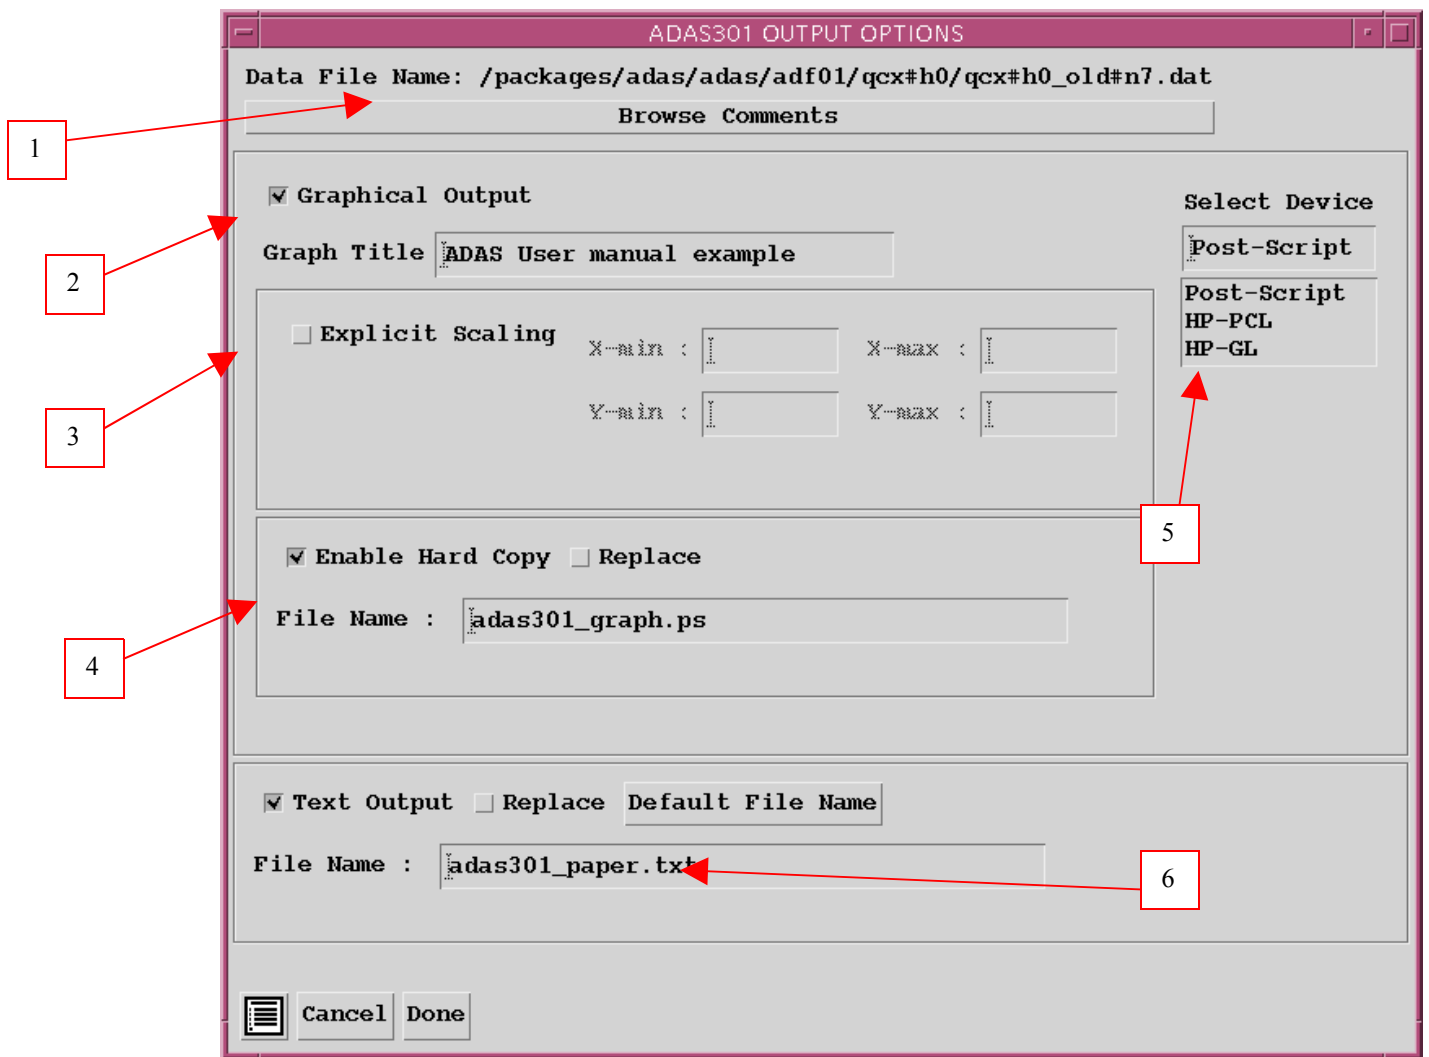 ADAS301 OUTPUT OPTIONS
Data File Name: /packages/adas/adas/adf01/qcx#h0/qcx#h0_old#n7.dat
Browse Comments
1
Graphical Output
Select Device
Graph Title ADAS User manual example
Post-Script
2
Post-Script
HP-PCL
HP-GL
Explicit Scaling X-min : X-max :
Y-min : Y-max :
3
5
Enable Hard Copy Replace
File Name : adas301_graph.ps
4
Text Output Replace Default File Name
File Name : adas301_paper.txt
6
Cancel Done